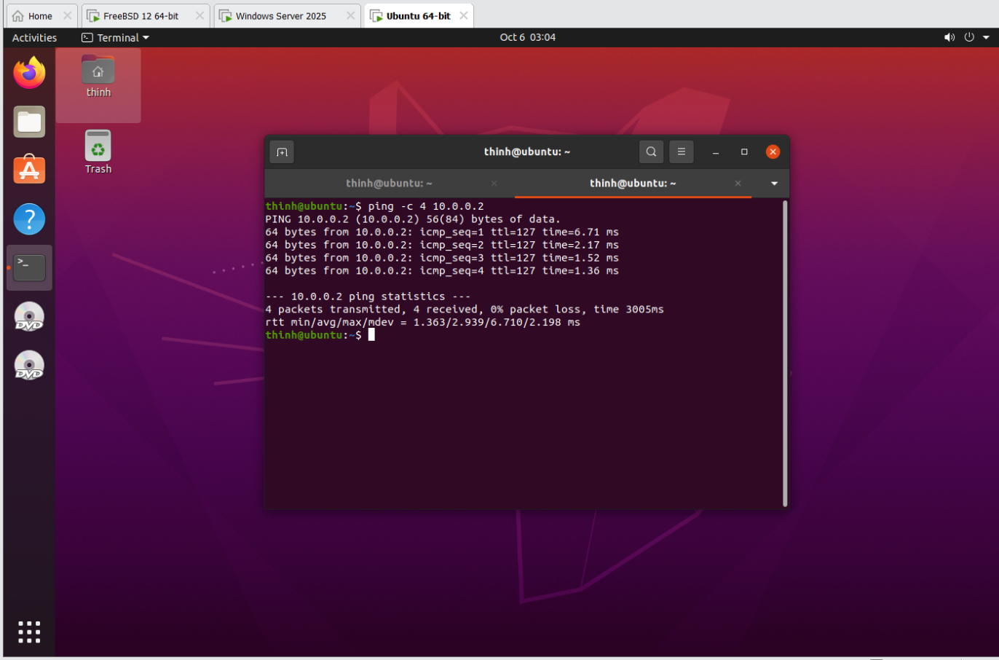 Home
FreeBSD 12 64-bit
Windows Server 2025
Ubuntu 64-bit
Activities
Terminal
Oct 6 03:04
thinh
Trash
thinh@ubuntu: ~
thinh@ubuntu: ~
thinh@ubuntu: ~
thinh@ubuntu:~$ ping -c 4 10.0.0.2
PING 10.0.0.2 (10.0.0.2) 56(84) bytes of data.
64 bytes from 10.0.0.2: icmp_seq=1 ttl=127 time=6.71 ms
64 bytes from 10.0.0.2: icmp_seq=2 ttl=127 time=2.17 ms
64 bytes from 10.0.0.2: icmp_seq=3 ttl=127 time=1.52 ms
64 bytes from 10.0.0.2: icmp_seq=4 ttl=127 time=1.36 ms
--- 10.0.0.2 ping statistics ---
4 packets transmitted, 4 received, 0% packet loss, time 3005ms
rtt min/avg/max/mdev = 1.363/2.939/6.710/2.198 ms
thinh@ubuntu:~$
DVD
DVD